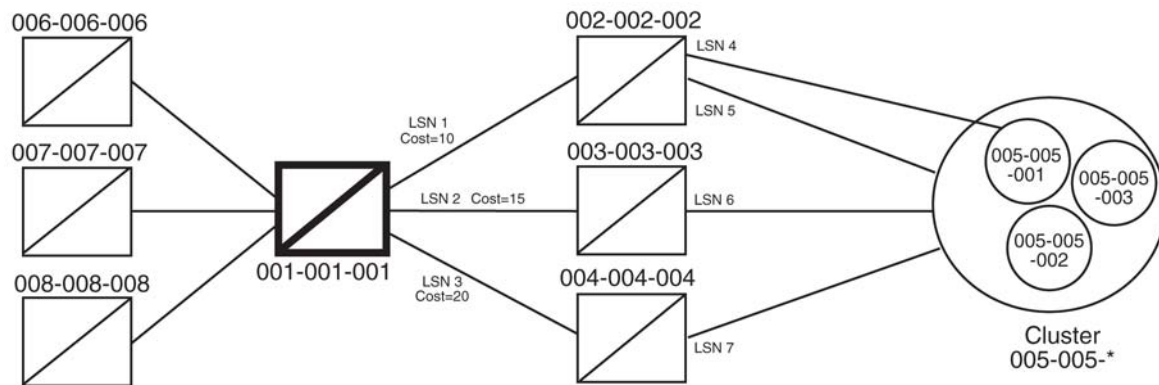 006-006-006
002-002-002
LSN 4
LSN 1
Cost=10
LSN 5
007-007-007
003-003-003
005-005
-001
005-005
-003
LSN 2 Cost=15
LSN 6
005-005
-002
001-001-001
008-008-008
LSN 3
Cost=20
004-004-004
LSN 7
Cluster
005-005-*